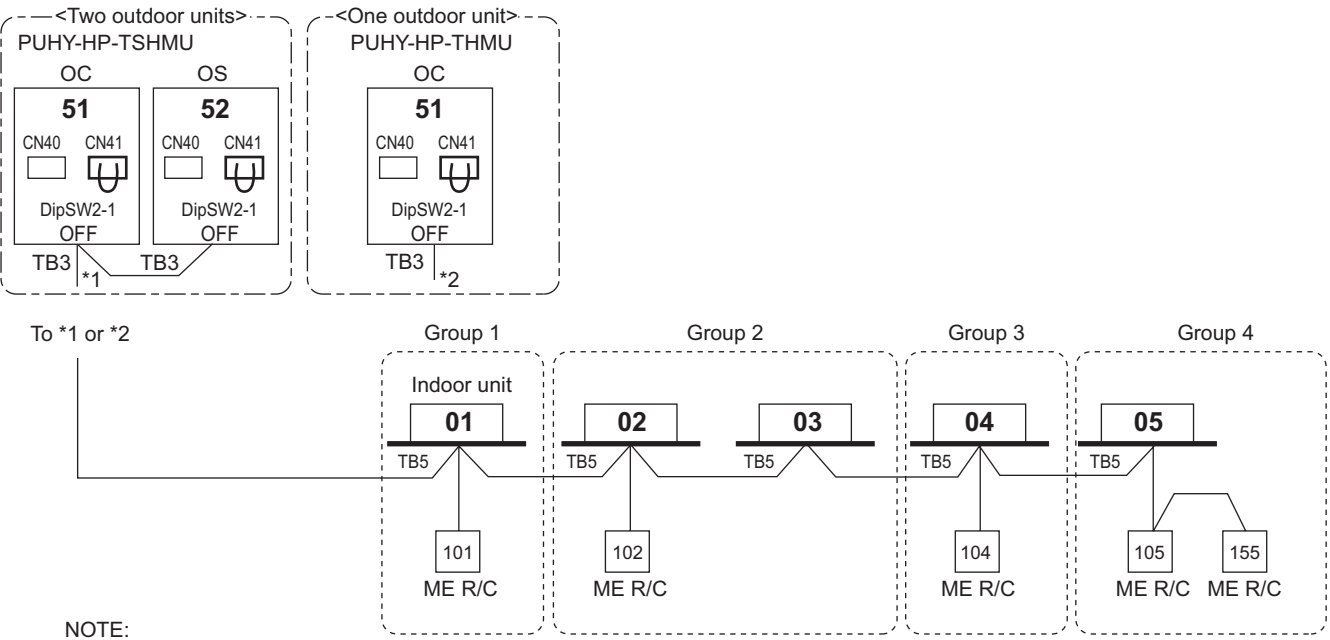 <Two outdoor units>
PUHY-HP-TSHMU
OC OS
51 52
CN40 CN41 CN40 CN41
DipSW2-1 DipSW2-1
OFF OFF
TB3 *1 TB3
<One outdoor unit>
PUHY-HP-THMU
OC
51
CN40 CN41
DipSW2-1
OFF
TB3 *2
To *1 or *2
Group 1 Group 2 Group 3 Group 4
Indoor unit
01 02 03 04 05
TB5 TB5 TB5 TB5 TB5
101 102 104 105 155
ME R/C ME R/C ME R/C ME R/C ME R/C
NOTE: